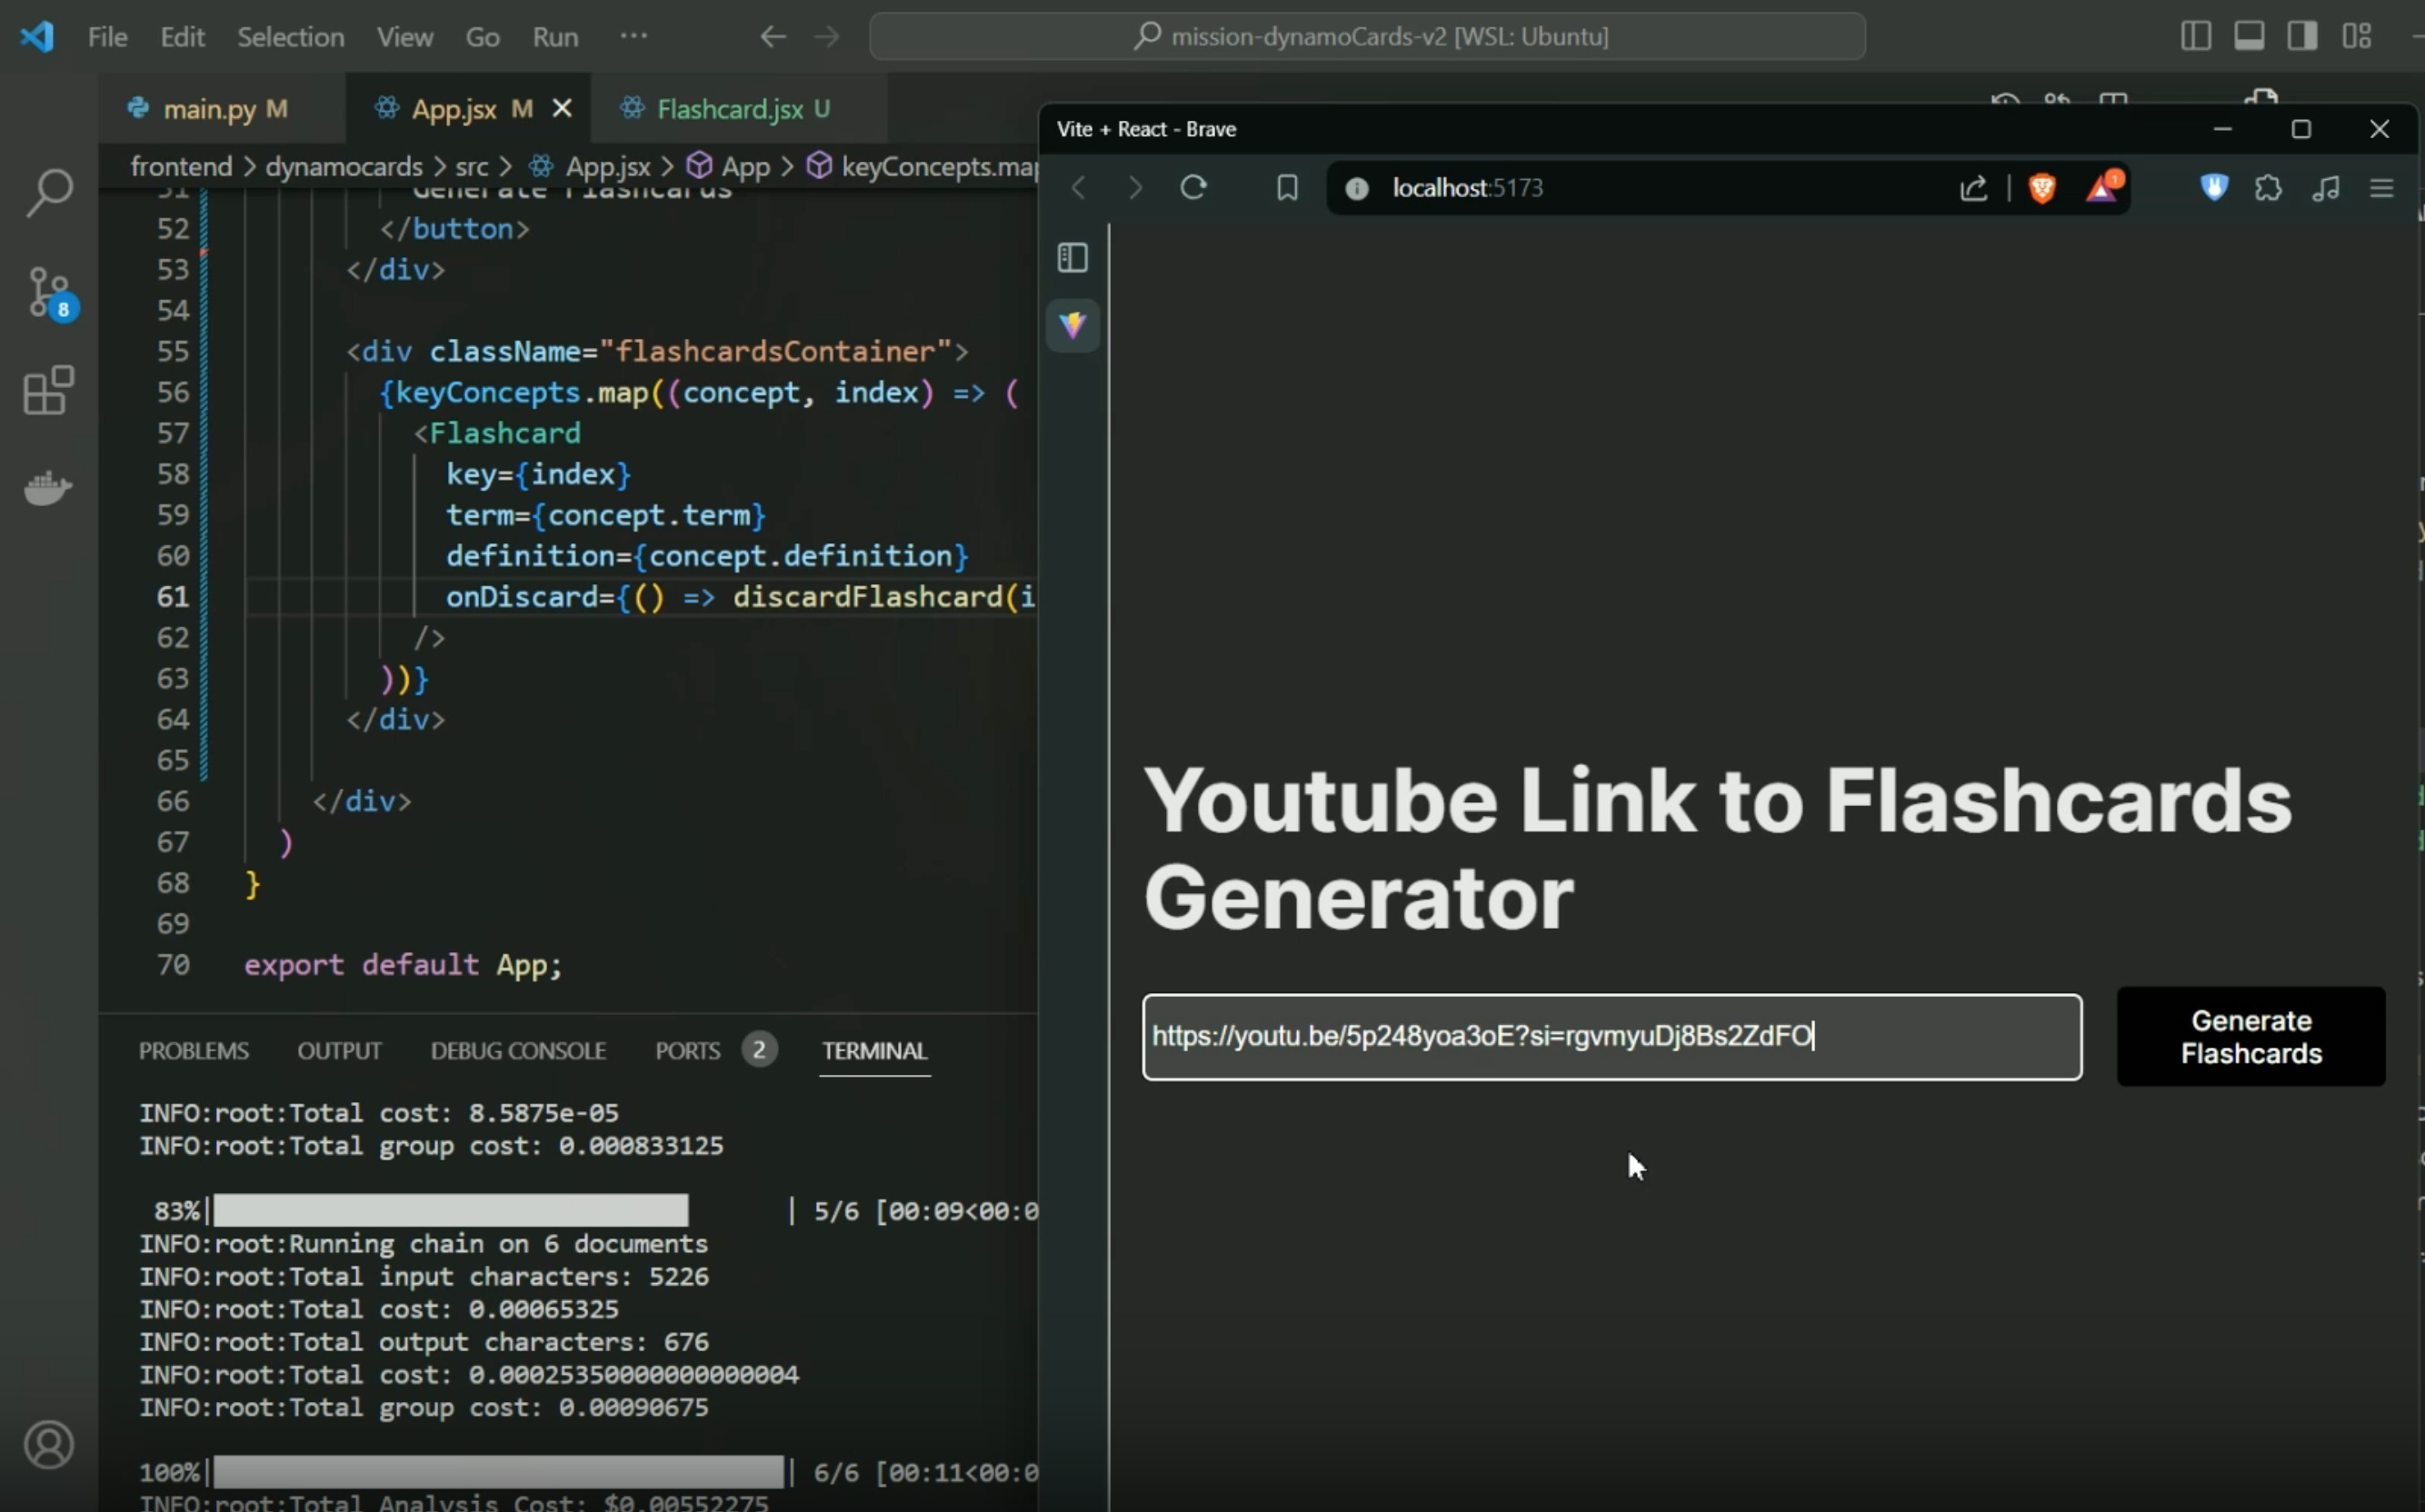 File Edit Selection View Go Run ···
mission-dynamoCards-v2 [WSL: Ubuntu]
main.py M
App.jsx M
Flashcard.jsx U
frontend > dynamocards > src > App.jsx > App > keyConcepts.map
51 Generate Flashcards
52 </button>
53 </div>
54
55 <div className="flashcardsContainer">
56 {keyConcepts.map((concept, index) => (
57 <Flashcard
58 key={index}
59 term={concept.term}
60 definition={concept.definition}
61 onDiscard={() => discardFlashcard(i
62 />
63 ))}
64 </div>
65
66 </div>
67 )
68 }
69
70 export default App;
8
PROBLEMS OUTPUT DEBUG CONSOLE PORTS 2 TERMINAL
INFO:root:Total cost: 8.5875e-05
INFO:root:Total group cost: 0.000833125
83%| | 5/6 [00:09<00:0
INFO:root:Running chain on 6 documents
INFO:root:Total input characters: 5226
INFO:root:Total cost: 0.00065325
INFO:root:Total output characters: 676
INFO:root:Total cost: 0.00025350000000000004
INFO:root:Total group cost: 0.00090675
100%| | 6/6 [00:11<00:0
INFO:root:Total Analysis Cost: $0.00552275
Vite + React - Brave
localhost:5173
1
Youtube Link to Flashcards
Generator
https://youtu.be/5p248yoa3oE?si=rgvmyuDj8Bs2ZdFO
Generate
Flashcards